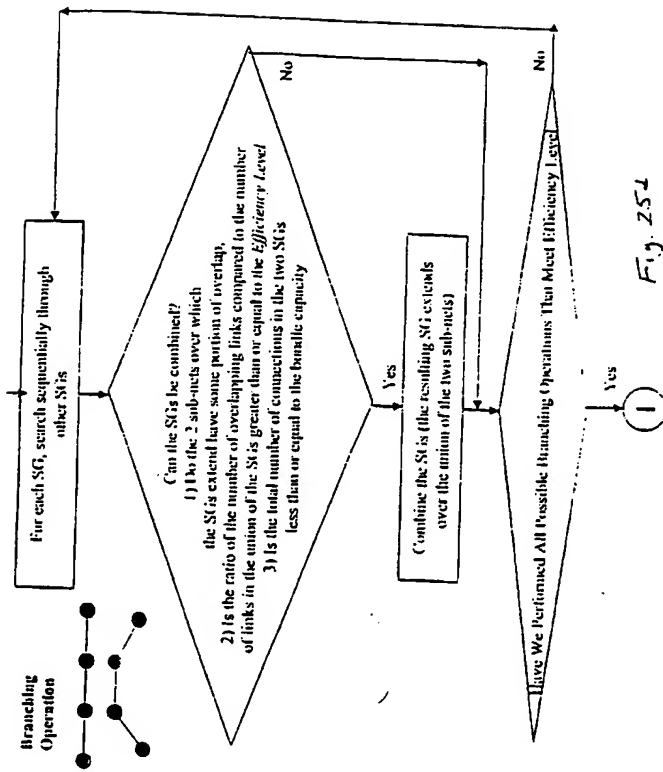 Branching
Operation
For each SG, search sequentially through
other SGs
Can the SGs be combined?
1) Do the 2 sub-nets over which
the SGs extend have some portion of overlap,
2) Is the ratio of the number of overlapping links compared to the number
of links in the union of the SGs greater than or equal to the Efficiency Level
3) Is the total number of connections in the two SGs
less than or equal to the bundle capacity
No
Yes
Combine the SGs (the resulting SG extends
over the union of the two sub-nets)
Have We Performed All Possible Branching Operations That Meet Efficiency Level
No
Yes
1
Fig. 25d